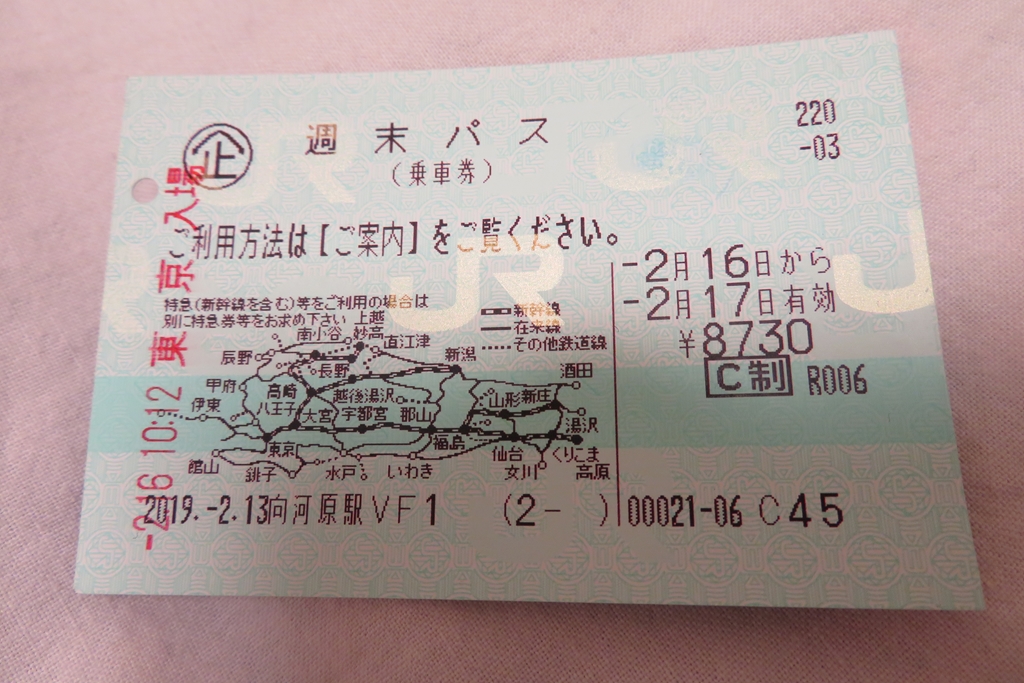 220
-03
企 週末パス
(乗車券)
ご利用方法は【ご案内】をご覧ください。
-2月16日から
-2月17日有効
¥8730
C制 R006
特急(新幹線を含む)等をご利用の場合は
別に特急券等をお求め下さい
新幹線
在来線
その他鉄道線
上越
南小谷 妙高
直江津
辰野
長野
新潟
酒田
甲府
高崎
越後湯沢
山形 新庄
伊東
八王子
大宮 宇都宮 郡山
湯沢
東京
福島
仙台
くりこま
高原
館山
銚子
水戸
いわき
女川
2019.-2.13向河原駅VF1 (2- ) 00021-06 C45
-2.16 10:12 東京入場
JR
JR
J